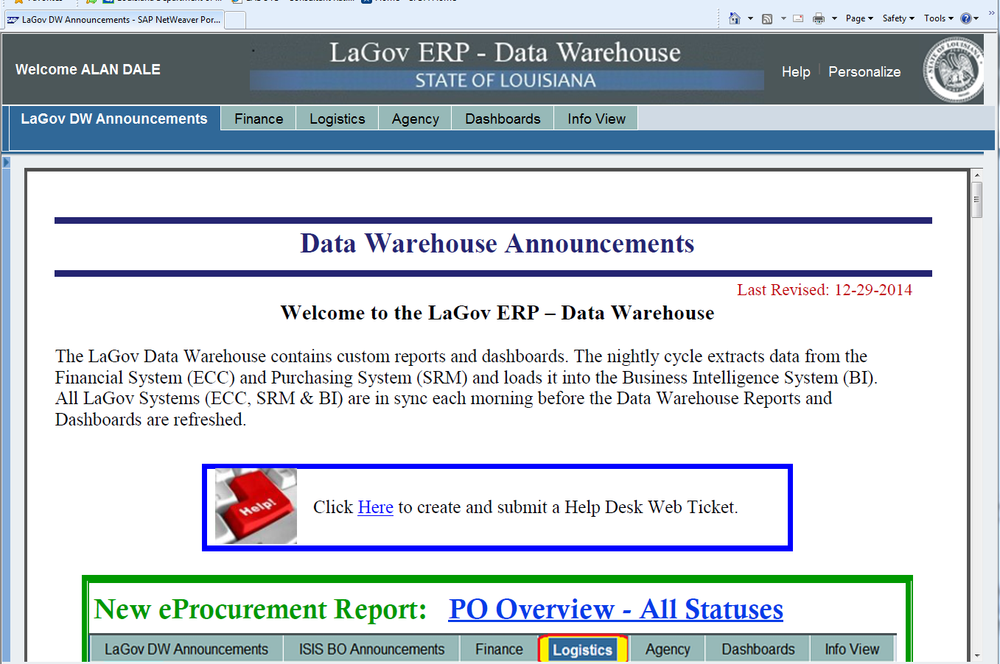 LaGov DW Announcements - SAP NetWeaver Por...
Page
Safety
Tools
Welcome ALAN DALE
LaGov ERP - Data Warehouse
STATE OF LOUISIANA
Help
Personalize
LaGov DW Announcements
Finance
Logistics
Agency
Dashboards
Info View
Data Warehouse Announcements
Last Revised: 12-29-2014
Welcome to the LaGov ERP – Data Warehouse
The LaGov Data Warehouse contains custom reports and dashboards. The nightly cycle extracts data from the
Financial System (ECC) and Purchasing System (SRM) and loads it into the Business Intelligence System (BI).
All LaGov Systems (ECC, SRM & BI) are in sync each morning before the Data Warehouse Reports and
Dashboards are refreshed.
Help!
Click Here to create and submit a Help Desk Web Ticket.
New eProcurement Report: PO Overview - All Statuses
LaGov DW Announcements
ISIS BO Announcements
Finance
Logistics
Agency
Dashboards
Info View